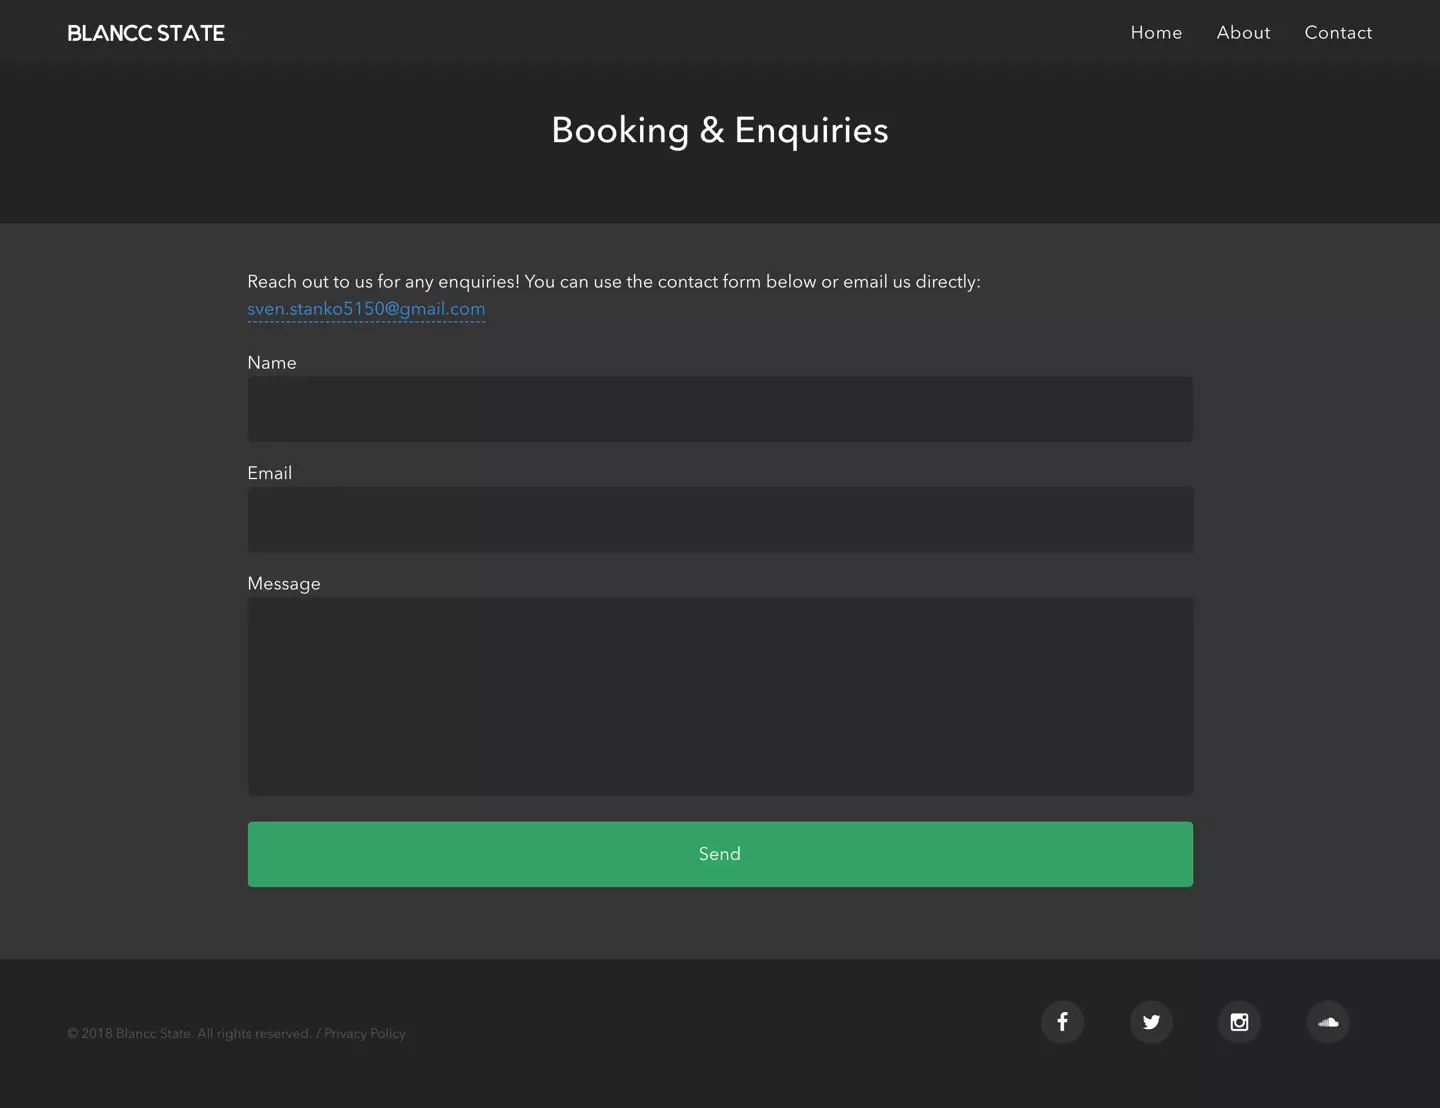 BLANCC STATE
Home
About
Contact
Booking & Enquiries
Reach out to us for any enquiries! You can use the contact form below or email us directly:
sven.stanko5150@gmail.com
Name
Email
Message
Send
© 2018 Blancc State. All rights reserved. / Privacy Policy